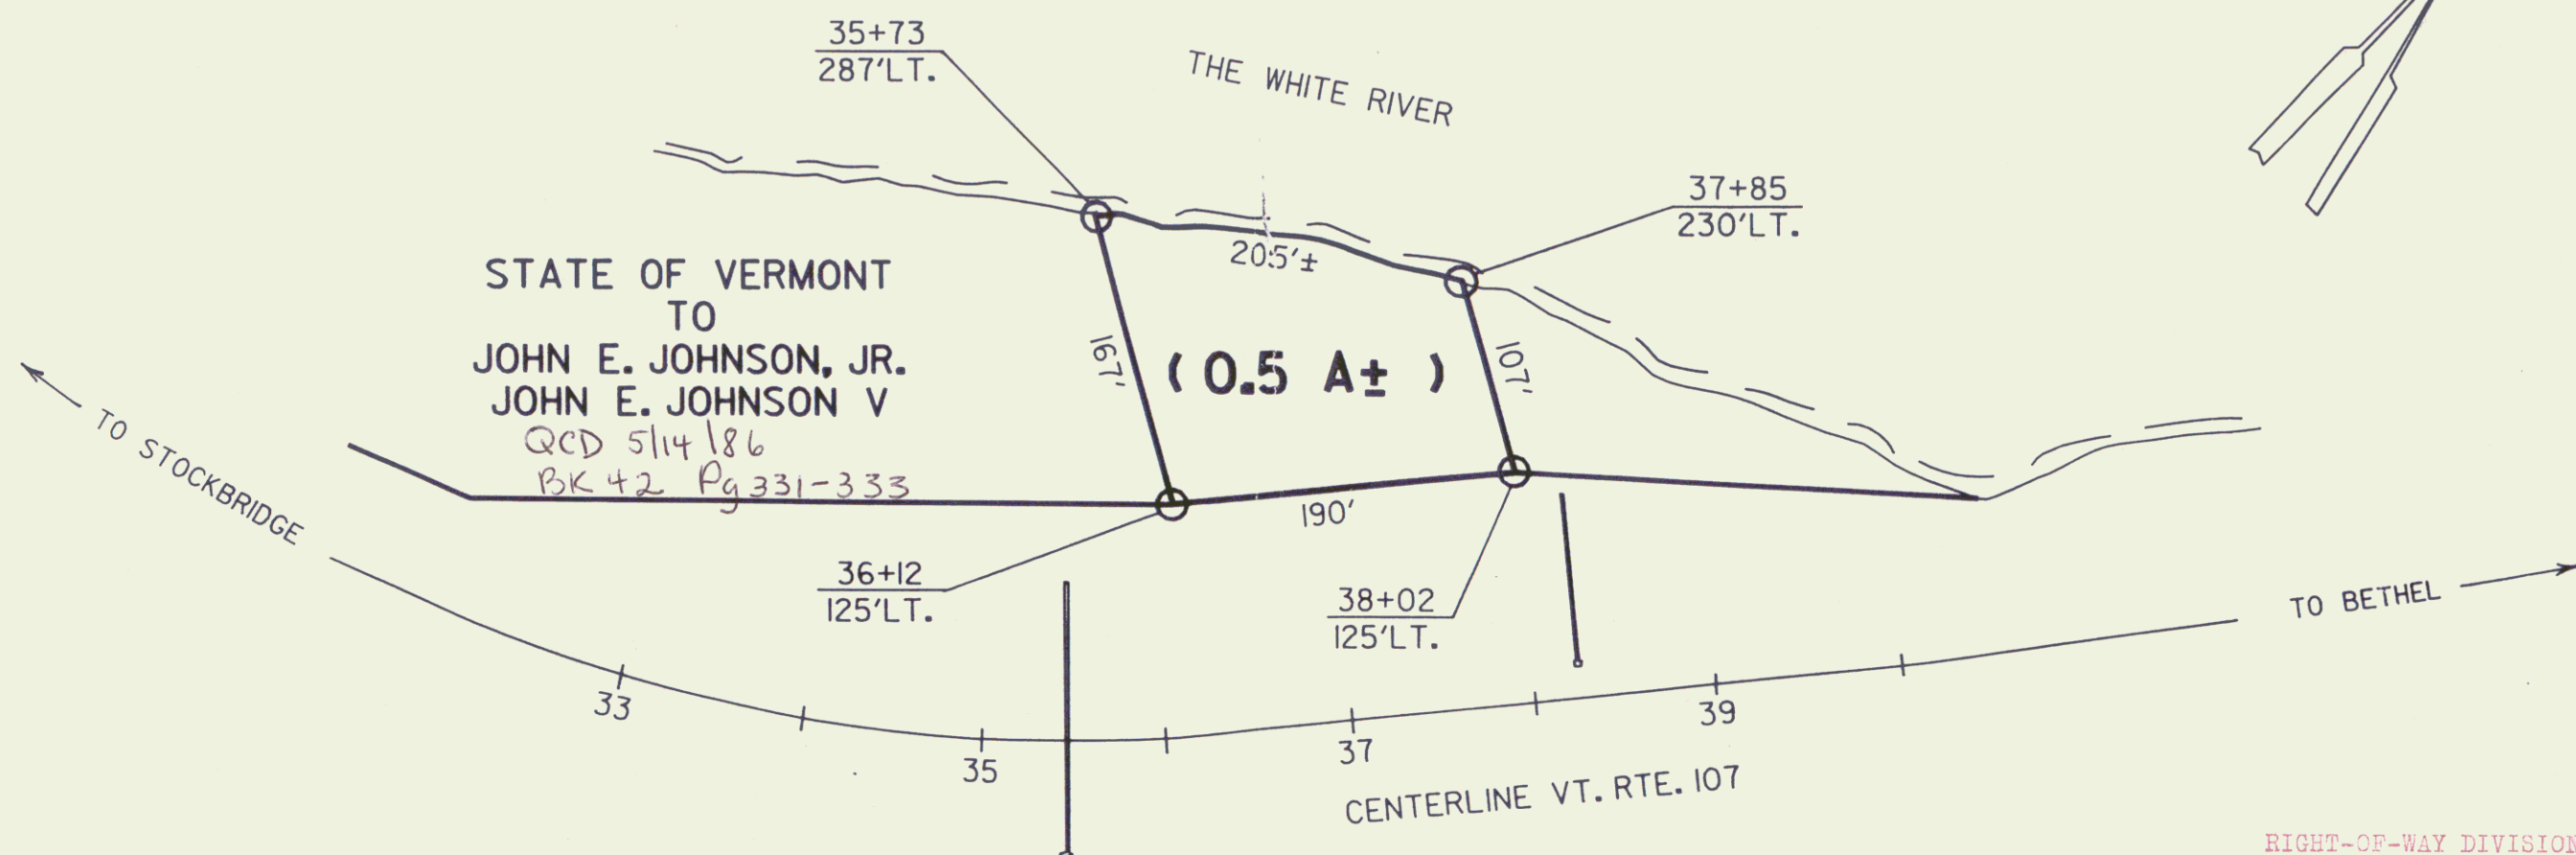 35+73
287'LT.
THE WHITE RIVER
37+85
230'LT.
205'±
STATE OF VERMONT
TO
JOHN E. JOHNSON, JR.
JOHN E. JOHNSON V
QCD 5/14/86
BK 42 Pg 331-333
167'
( 0.5 A± )
107'
TO STOCKBRIDGE
190'
36+12
125'LT.
38+02
125'LT.
TO BETHEL
33
35
37
39
CENTERLINE VT. RTE. 107
RIGHT-OF-WAY DIVISION